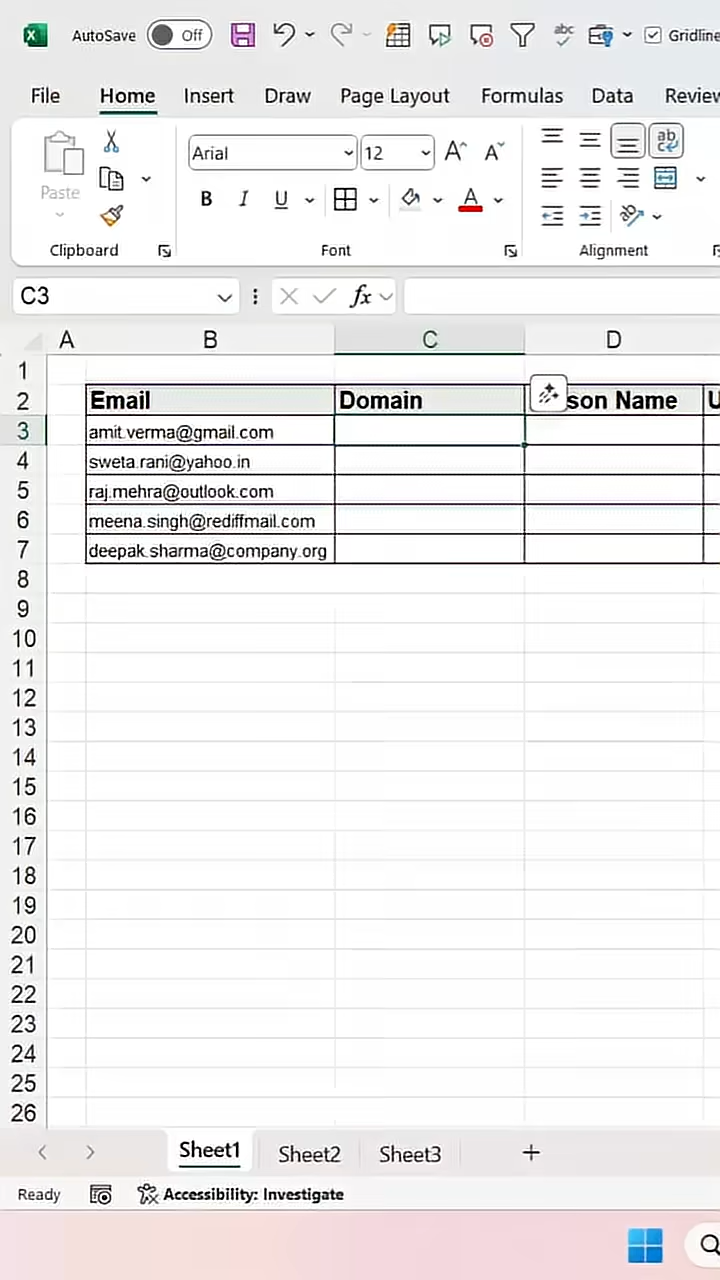 AutoSave Off Gridline
File Home Insert Draw Page Layout Formulas Data Review
Paste
Arial 12
B I U A
Clipboard Font Alignment
C3 fx
A B C D
1
2 Email Domain son Name U
3 amit.verma@gmail.com
4 sweta.rani@yahoo.in
5 raj.mehra@outlook.com
6 meena.singh@rediffmail.com
7 deepak.sharma@company.org
8
9
10
11
12
13
14
15
16
17
18
19
20
21
22
23
24
25
26
Sheet1 Sheet2 Sheet3 +
Ready Accessibility: Investigate